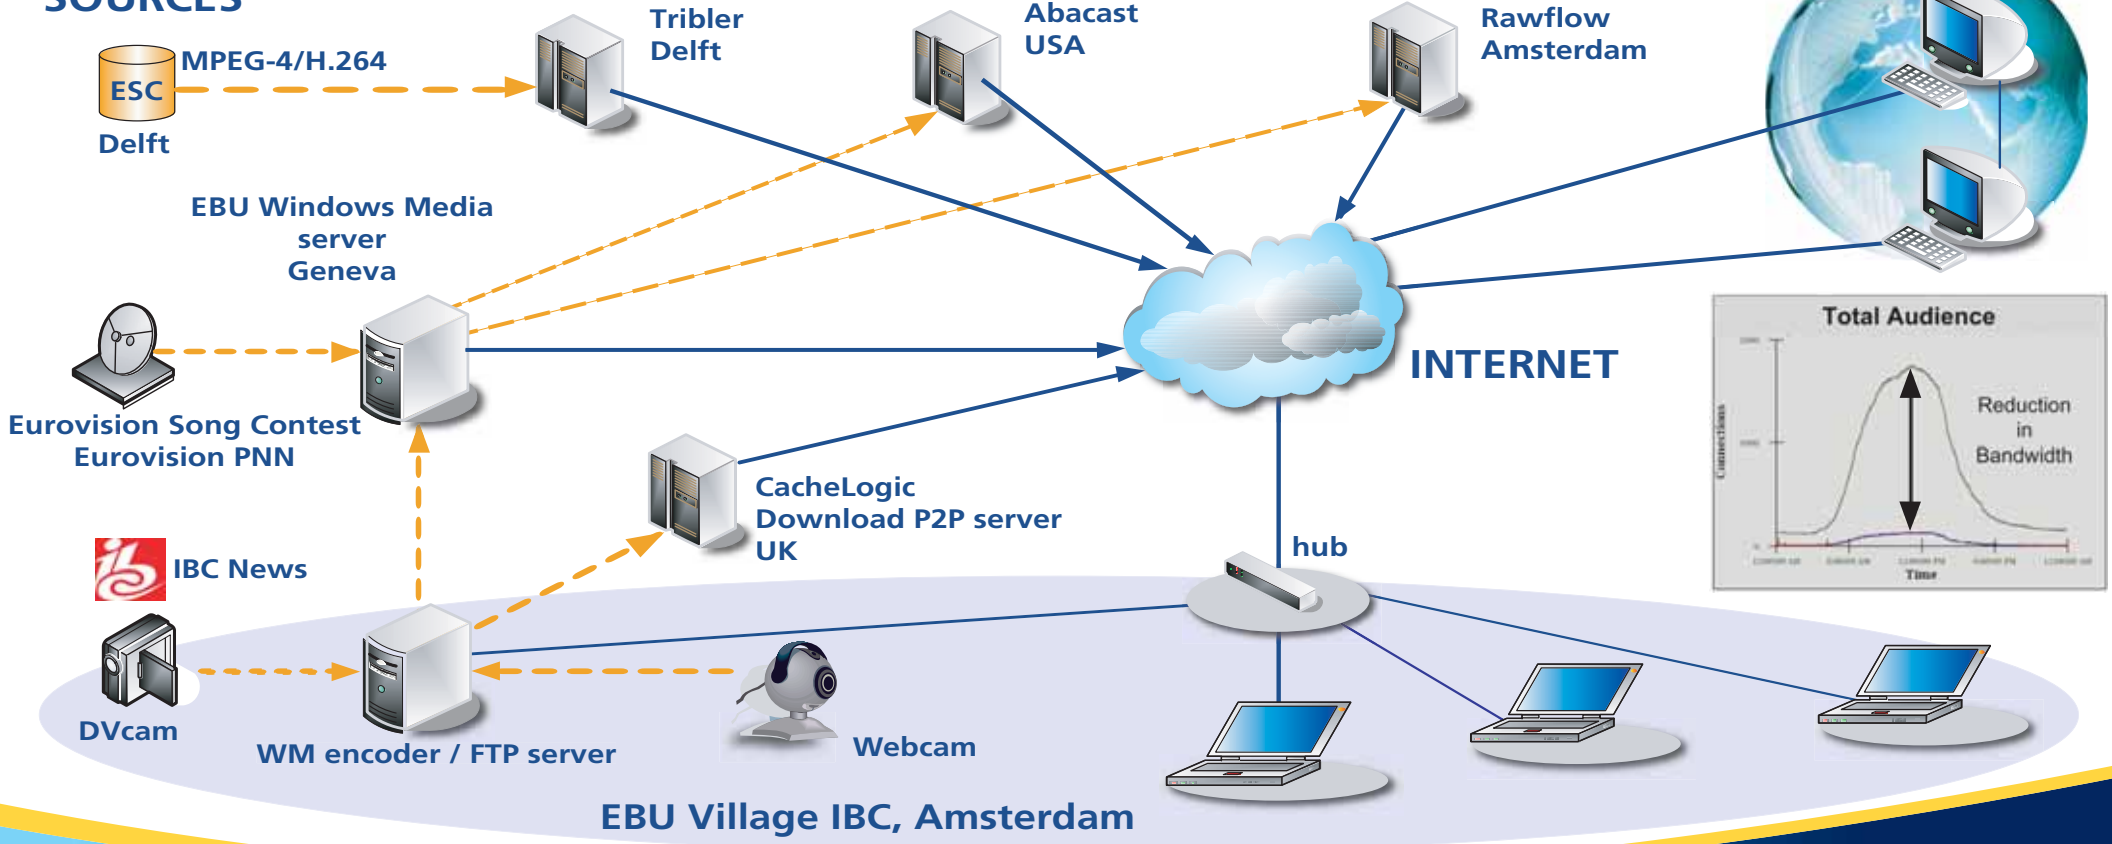 SOURCES
Tribler
Delft
Abacast
USA
Rawflow
Amsterdam
MPEG-4/H.264
ESC
Delft
EBU Windows Media
server
Geneva
Eurovision Song Contest
Eurovision PNN
INTERNET
Total Audience
Connections
Reduction
in
Bandwidth
Time
CacheLogic
Download P2P server
UK
hub
IBC News
DVcam
WM encoder / FTP server
Webcam
EBU Village IBC, Amsterdam